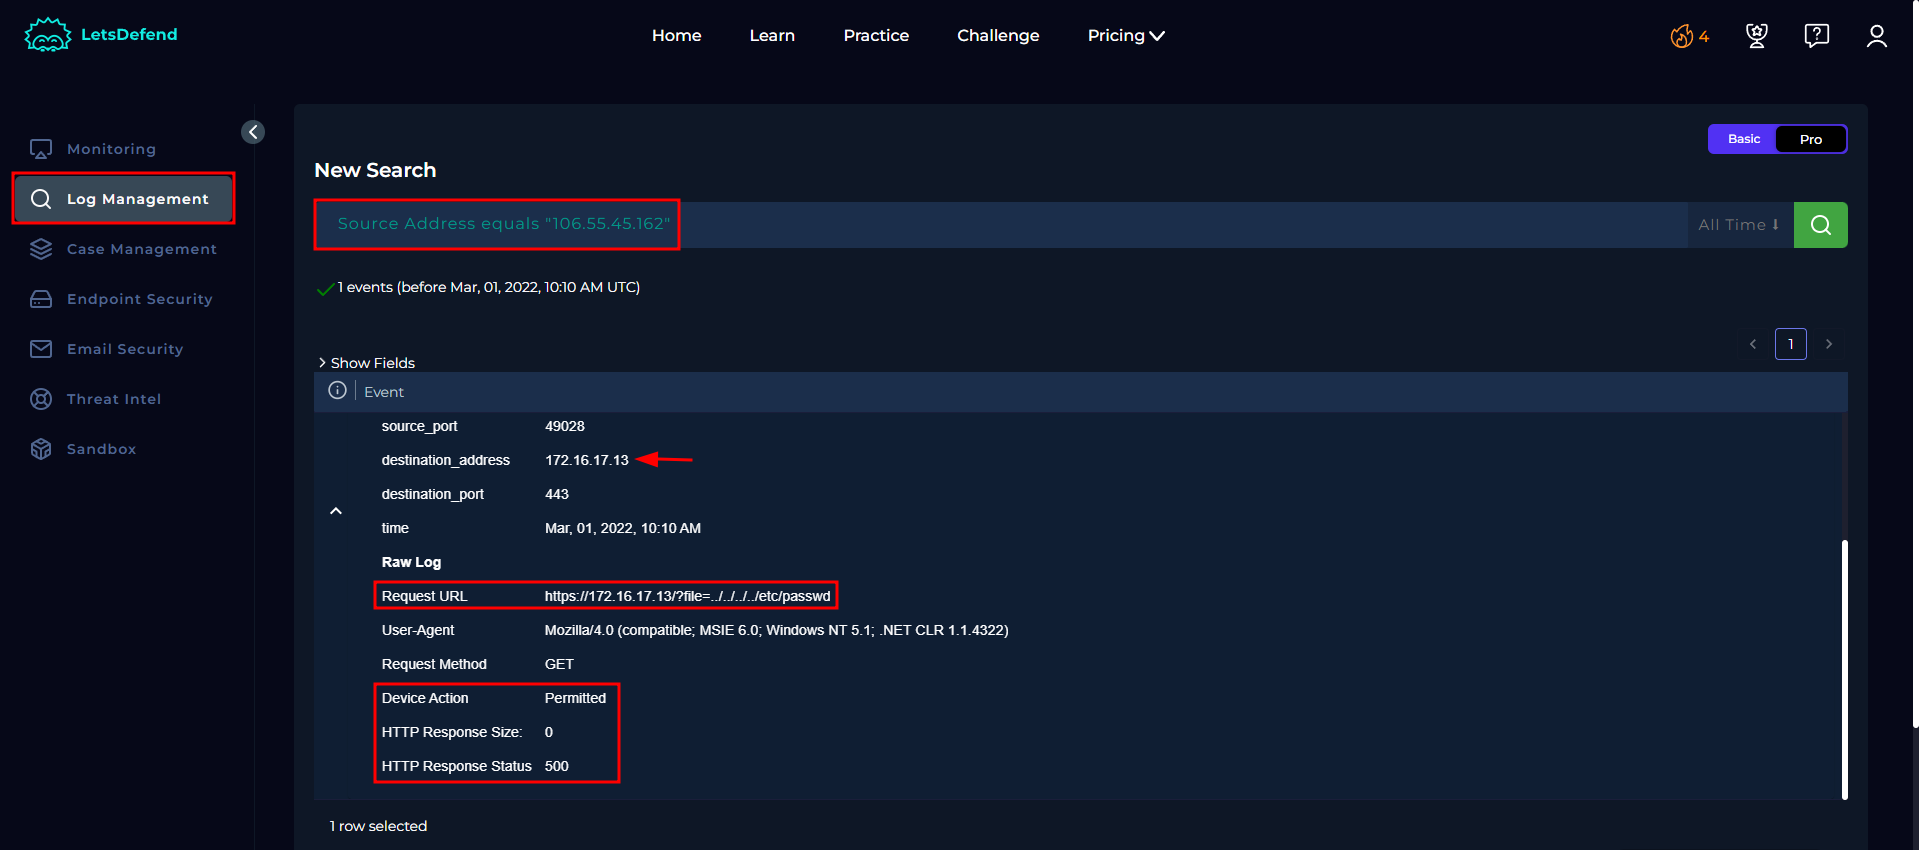 LetsDefend
Home Learn Practice Challenge Pricing
4
Monitoring
Log Management
Case Management
Endpoint Security
Email Security
Threat Intel
Sandbox
Basic Pro
New Search
Source Address equals "106.55.45.162"
All Time
1 events (before Mar, 01, 2022, 10:10 AM UTC)
1
Show Fields
Event
source_port 49028
destination_address 172.16.17.13
destination_port 443
time Mar, 01, 2022, 10:10 AM
Raw Log
Request URL https://172.16.17.13/?file=../../../../etc/passwd
User-Agent Mozilla/4.0 (compatible; MSIE 6.0; Windows NT 5.1; .NET CLR 1.1.4322)
Request Method GET
Device Action Permitted
HTTP Response Size: 0
HTTP Response Status 500
1 row selected